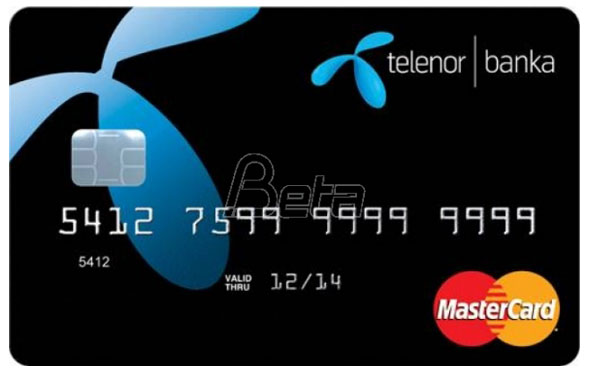 telenor | banka
Beta
5412 7599 9999 9999
5412
VALID THRU 12/14
MasterCard